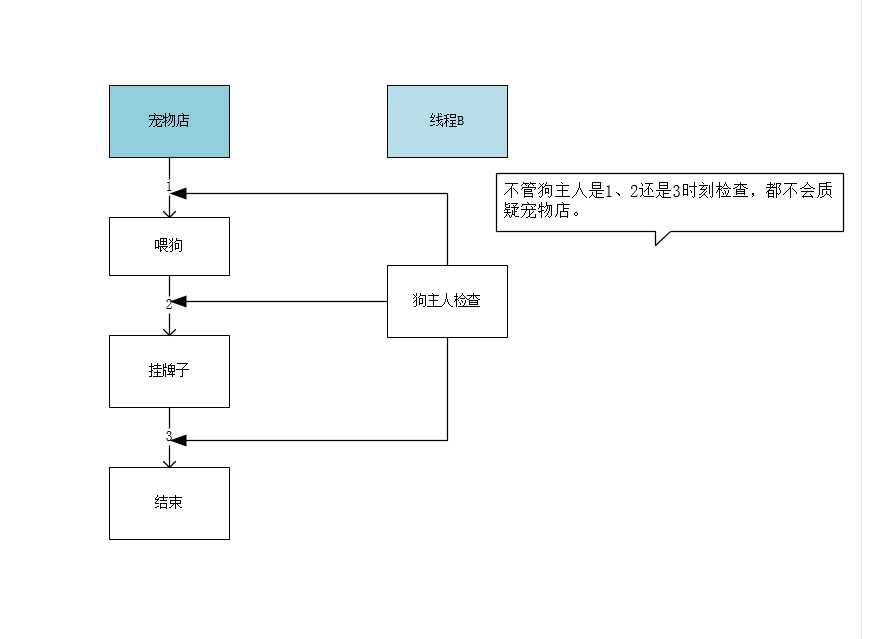 宠物店
线程B
不管狗主人是1、2还是3时刻检查，都不会质
疑宠物店。
1
喂狗
狗主人检查
2
挂牌子
3
结束